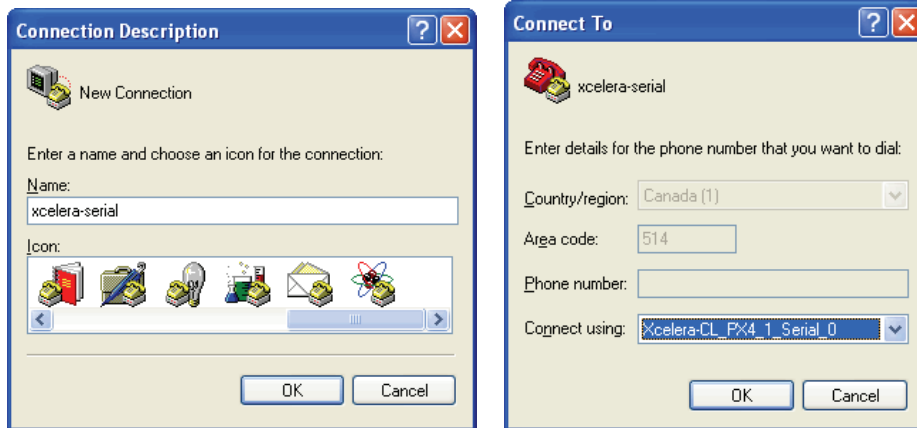 Connection Description
New Connection
Enter a name and choose an icon for the connection:
Name:
xcelera-serial
Icon:
OK Cancel
Connect To
xcelera-serial
Enter details for the phone number that you want to dial:
Country/region: Canada (1)
Area code: 514
Phone number:
Connect using: Xcelera-CL_PX4_1_Serial_0
OK Cancel